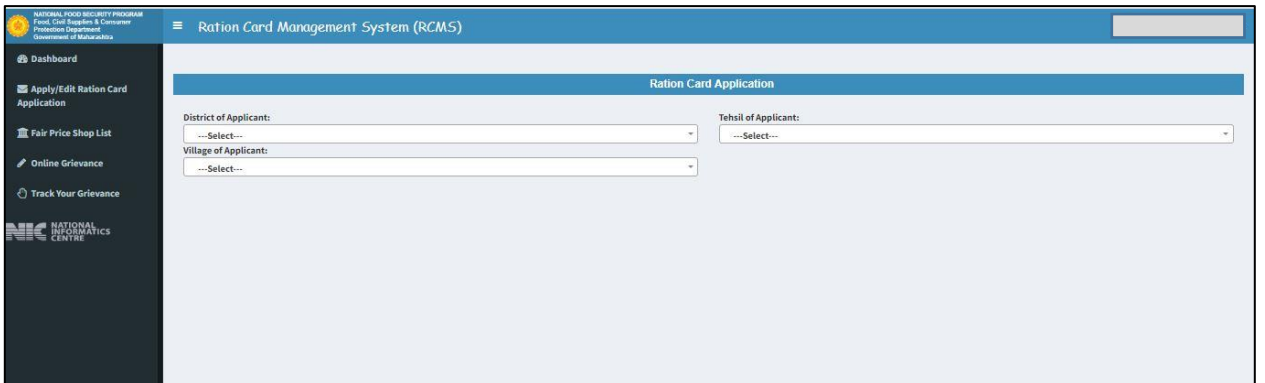 NATIONAL FOOD SECURITY PROGRAM
Food, Civil Supplies & Consumer
Protection Department
Government of Maharashtra
Ration Card Management System (RCMS)
Dashboard
Apply/Edit Ration Card
Application
Fair Price Shop List
Online Grievance
Track Your Grievance
NIC NATIONAL
INFORMATICS
CENTRE
Ration Card Application
District of Applicant:
---Select---
Tehsil of Applicant:
---Select---
Village of Applicant:
---Select---